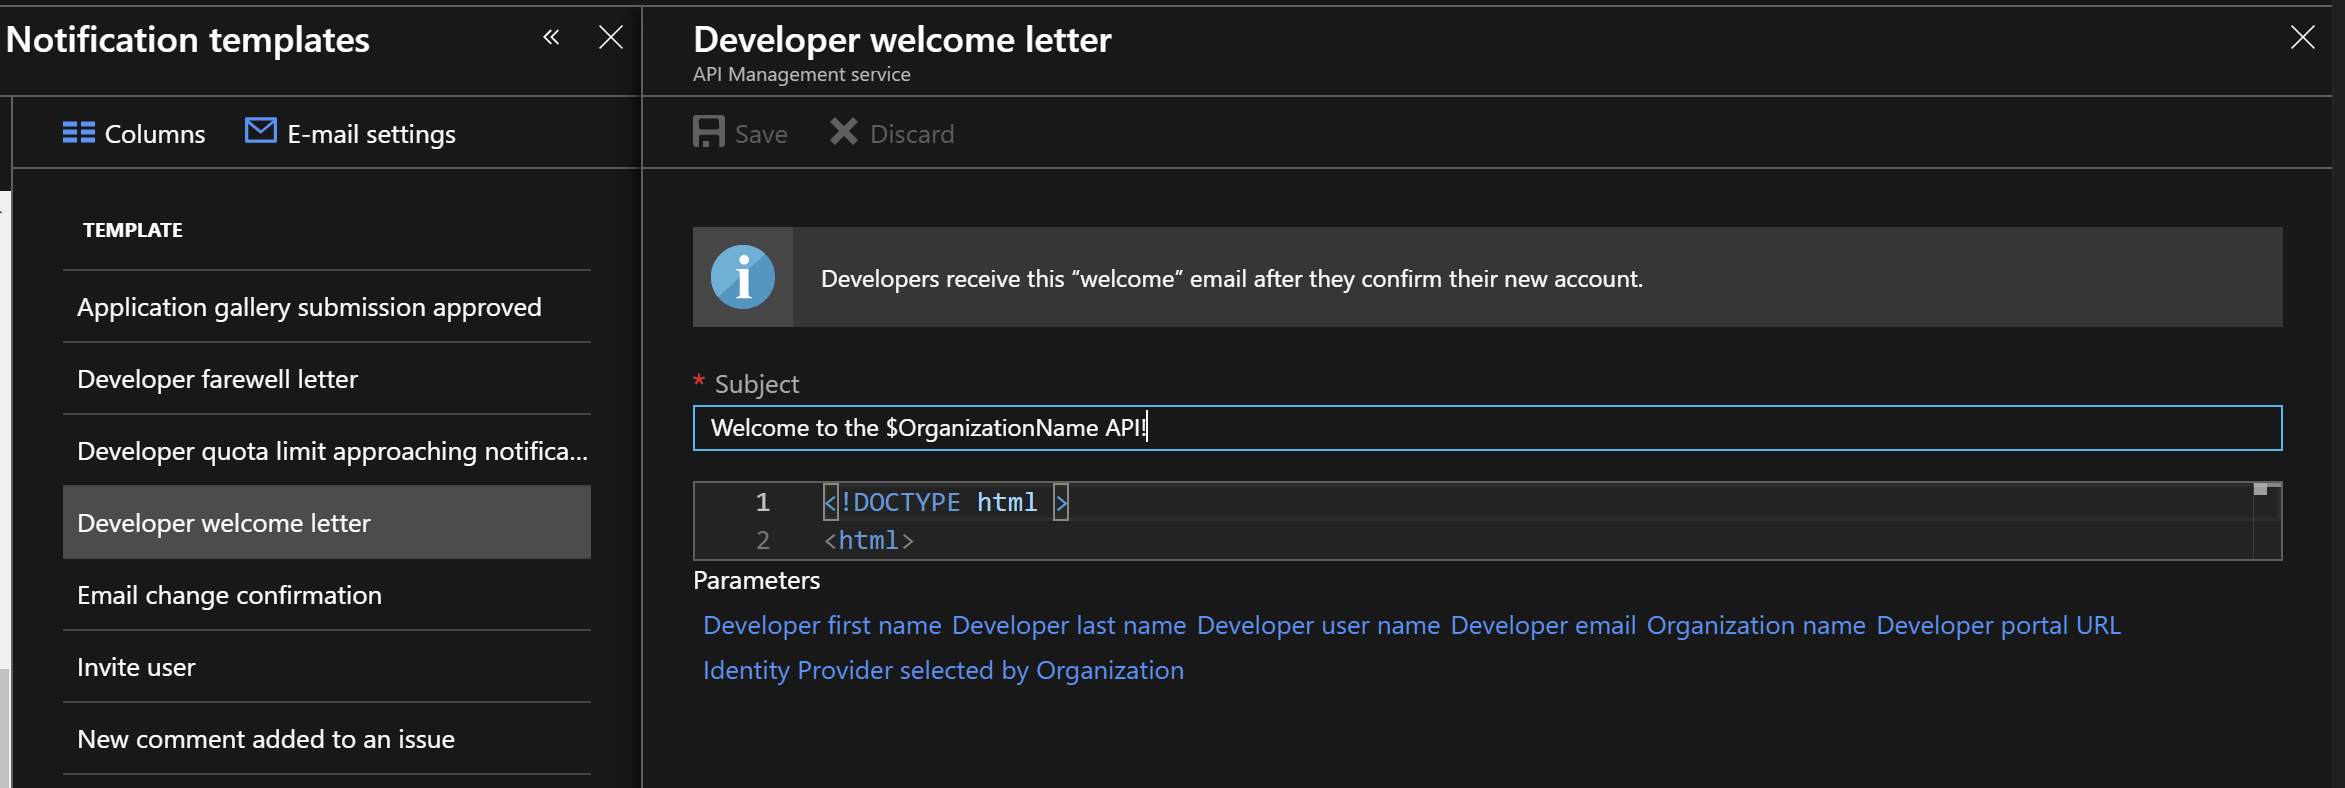 Notification templates
Columns
E-mail settings
TEMPLATE
Application gallery submission approved
Developer farewell letter
Developer quota limit approaching notifica...
Developer welcome letter
Email change confirmation
Invite user
New comment added to an issue
Developer welcome letter
API Management service
Save
Discard
Developers receive this “welcome” email after they confirm their new account.
* Subject
Welcome to the $OrganizationName API!
1 <!DOCTYPE html >
2 <html>
Parameters
Developer first name Developer last name Developer user name Developer email Organization name Developer portal URL
Identity Provider selected by Organization